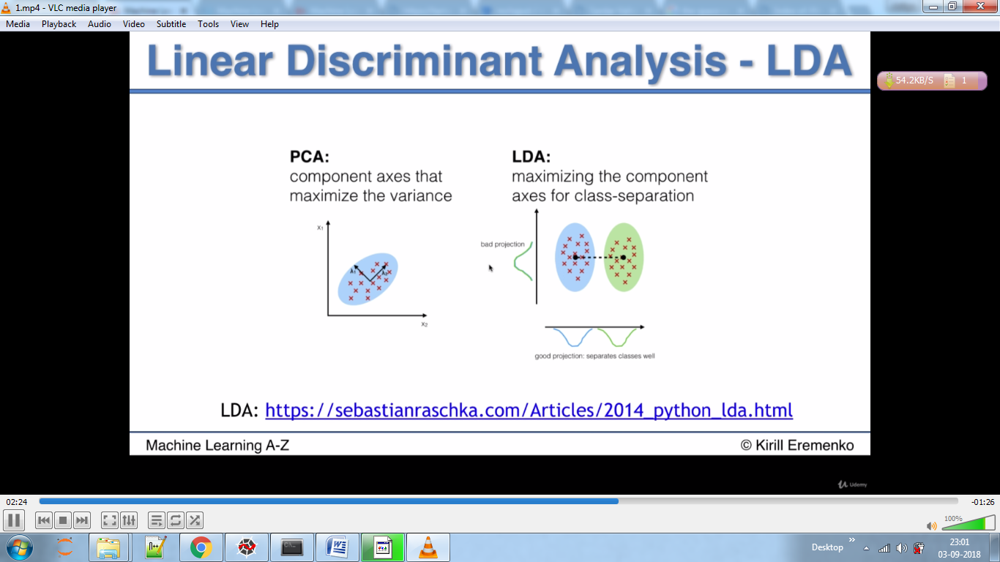 1.mp4 - VLC media player
Media Playback Audio Video Subtitle Tools View Help
Linear Discriminant Analysis - LDA
54.2KB/S 1
PCA:
component axes that
maximize the variance
LDA:
maximizing the component
axes for class-separation
x₁
λ₁
λ₂
x₂
bad projection
good projection: separates classes well
LDA: https://sebastianraschka.com/Articles/2014_python_lda.html
Machine Learning A-Z
© Kirill Eremenko
Udemy
02:24
-01:26
100%
Desktop
23:01
03-09-2018